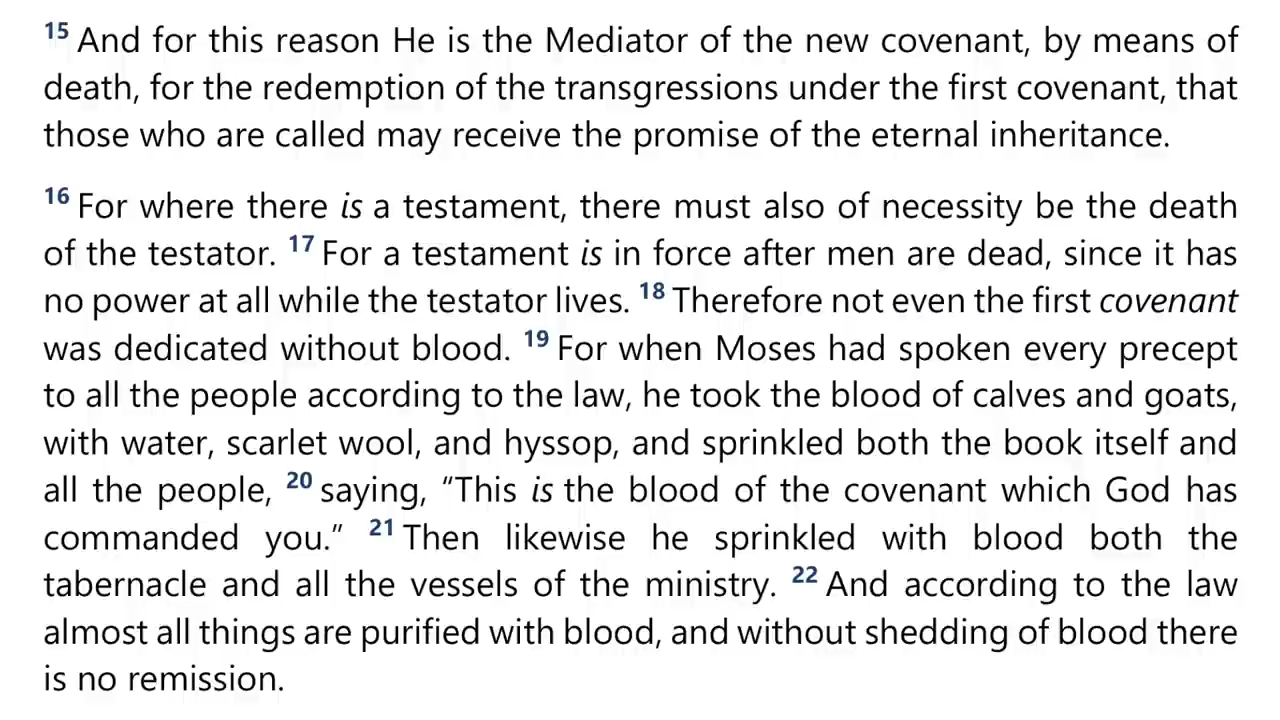 15 And for this reason He is the Mediator of the new covenant, by means of
death, for the redemption of the transgressions under the first covenant, that
those who are called may receive the promise of the eternal inheritance.
16 For where there is a testament, there must also of necessity be the death
of the testator. 17 For a testament is in force after men are dead, since it has
no power at all while the testator lives. 18 Therefore not even the first covenant
was dedicated without blood. 19 For when Moses had spoken every precept
to all the people according to the law, he took the blood of calves and goats,
with water, scarlet wool, and hyssop, and sprinkled both the book itself and
all the people, 20 saying, “This is the blood of the covenant which God has
commanded you.” 21 Then likewise he sprinkled with blood both the
tabernacle and all the vessels of the ministry. 22 And according to the law
almost all things are purified with blood, and without shedding of blood there
is no remission.